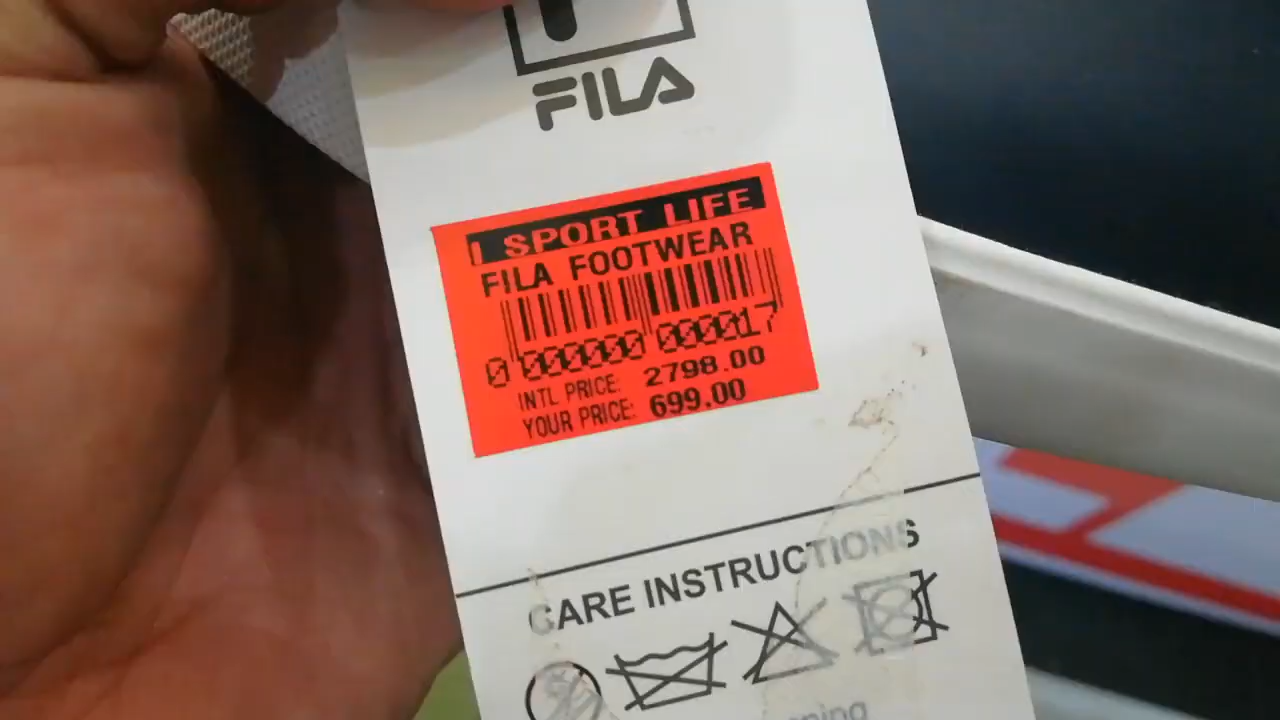 FILA
I SPORT LIFE
FILA FOOTWEAR
0 000000 000017
INTL PRICE: 2798.00
YOUR PRICE: 699.00
CARE INSTRUCTIONS